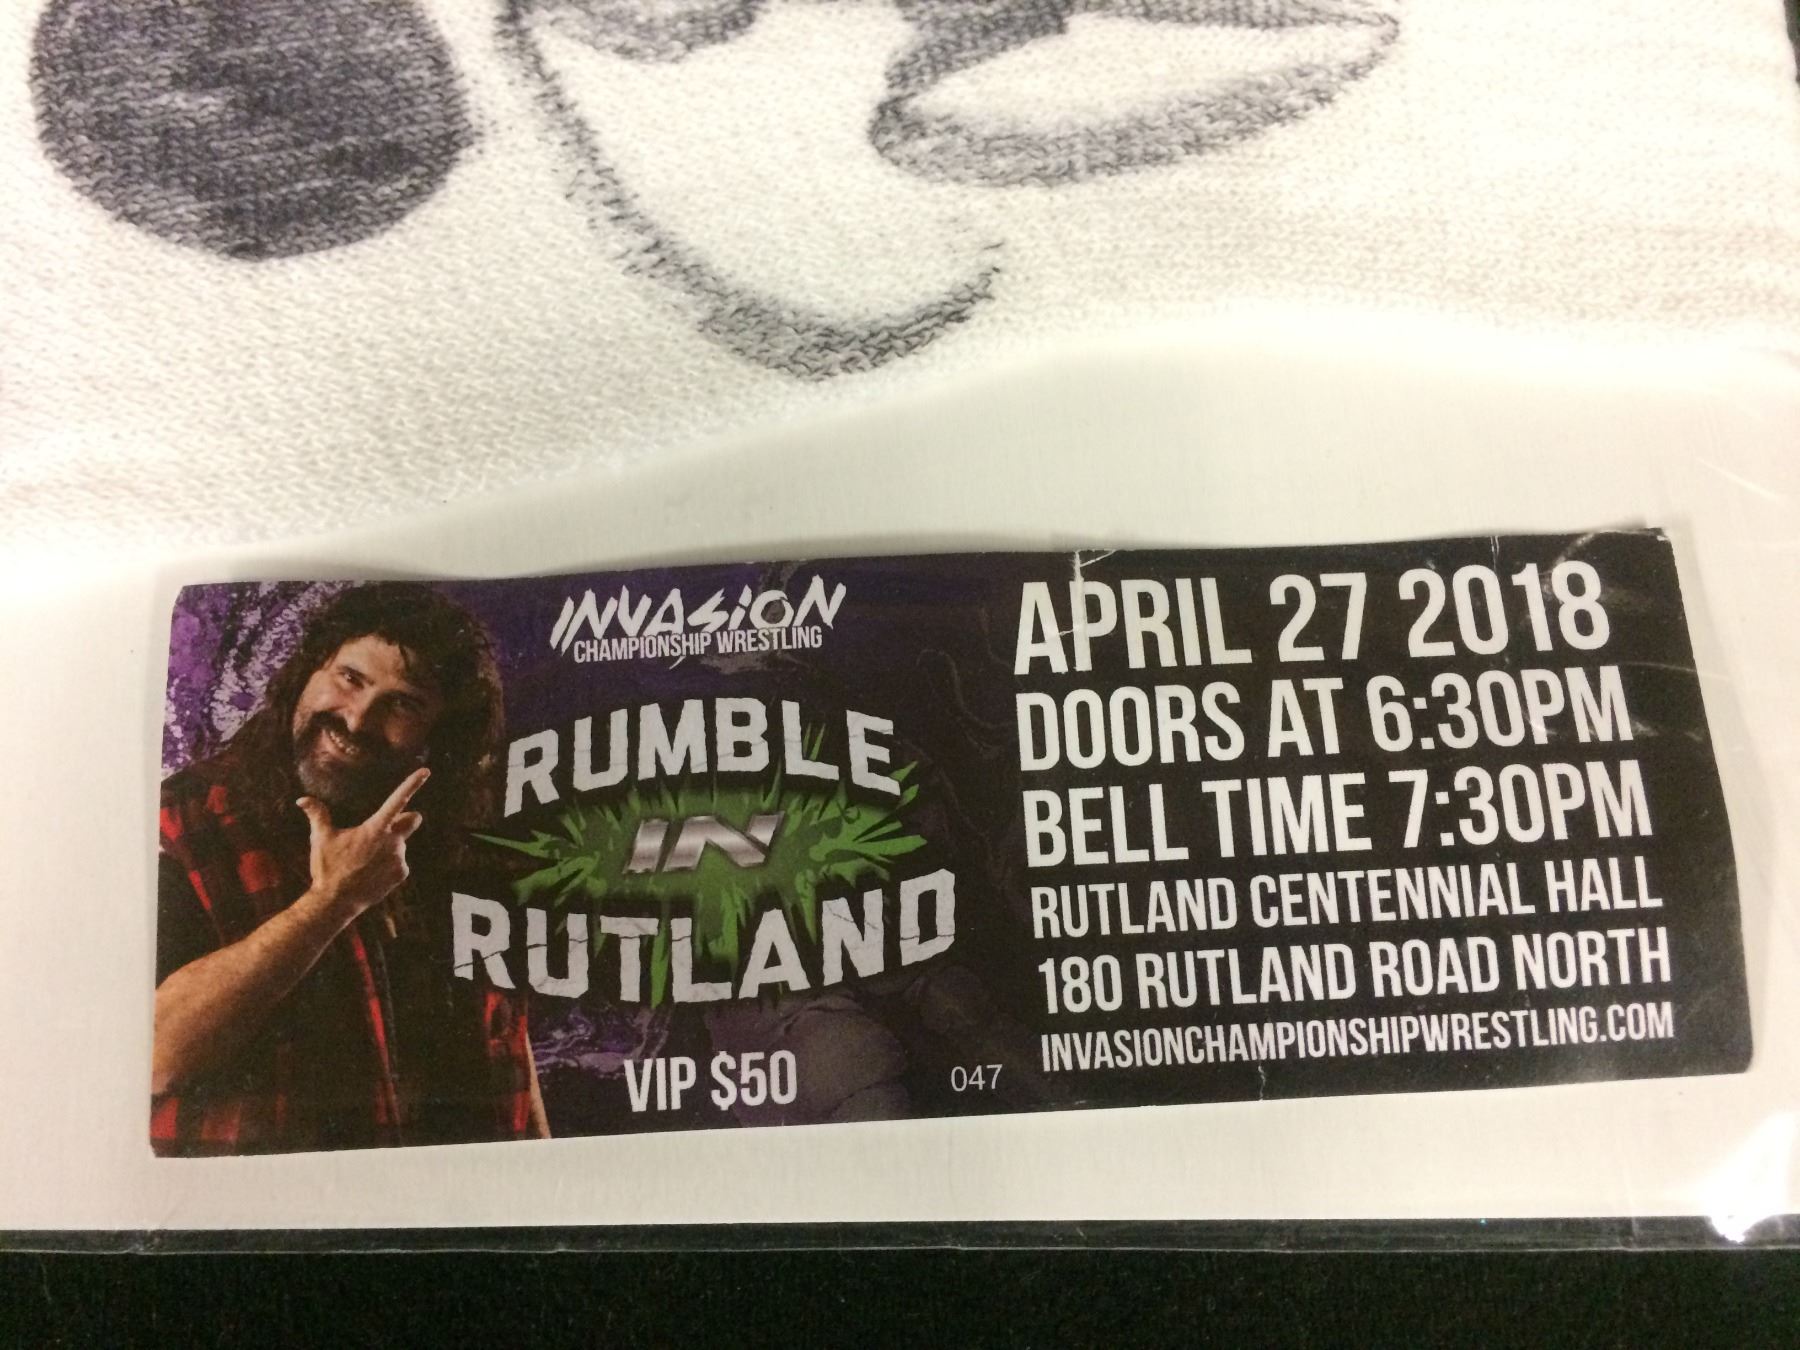 INVASION
CHAMPIONSHIP WRESTLING
RUMBLE
IN
RUTLAND
VIP $50
047
APRIL 27 2018
DOORS AT 6:30PM
BELL TIME 7:30PM
RUTLAND CENTENNIAL HALL
180 RUTLAND ROAD NORTH
INVASIONCHAMPIONSHIPWRESTLING.COM